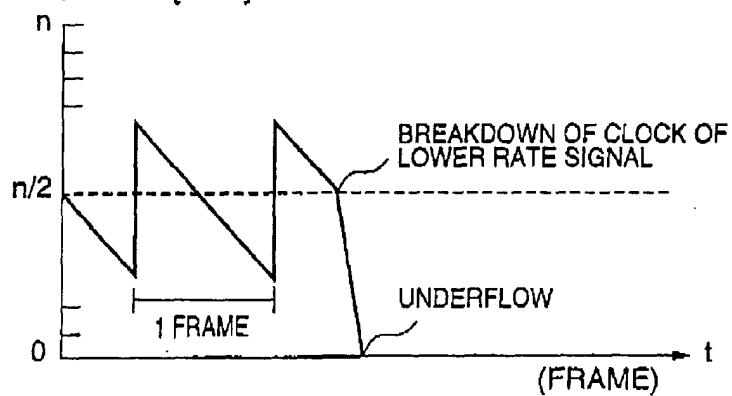 n
BREAKDOWN OF CLOCK OF
LOWER RATE SIGNAL
n/2
UNDERFLOW
1 FRAME
0
t
(FRAME)